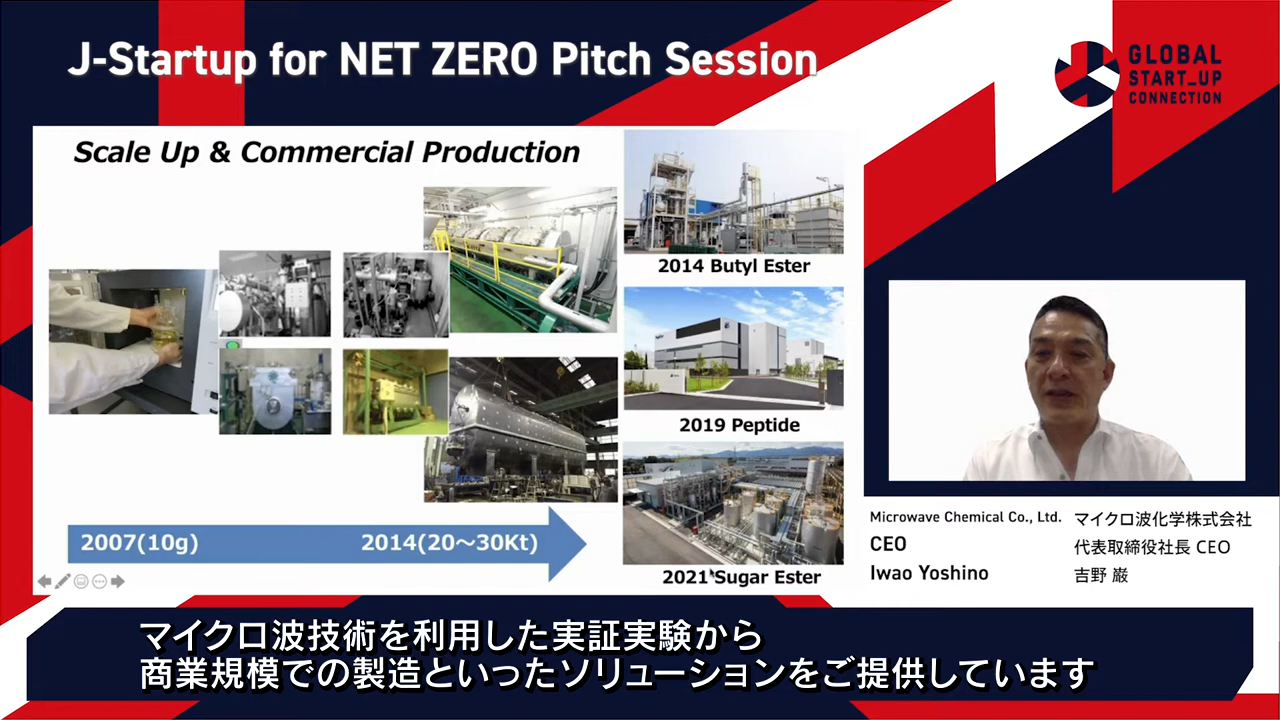 J-Startup for NET ZERO Pitch Session
GLOBAL
START_UP
CONNECTION
Scale Up & Commercial Production
2014 Butyl Ester
2019 Peptide
2021 Sugar Ester
2007(10g)
2014(20～30Kt)
Microwave Chemical Co., Ltd.
CEO
Iwao Yoshino
マイクロ波化学株式会社
代表取締役社長 CEO
吉野 巌
マイクロ波技術を利用した実証実験から
商業規模での製造といったソリューションをご提供しています